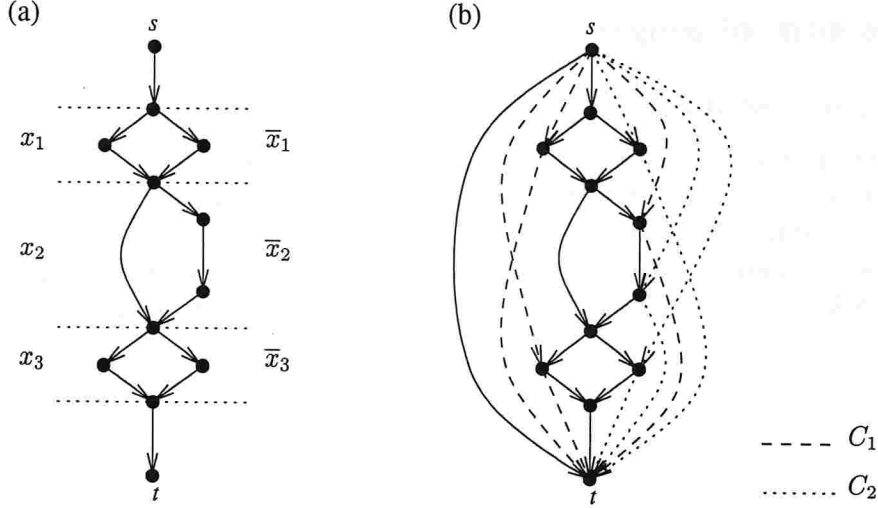 (a)
s
x₁ x̄₁
x₂ x̄₂
x₃ x̄₃
t
(b)
s
t
C₁
C₂